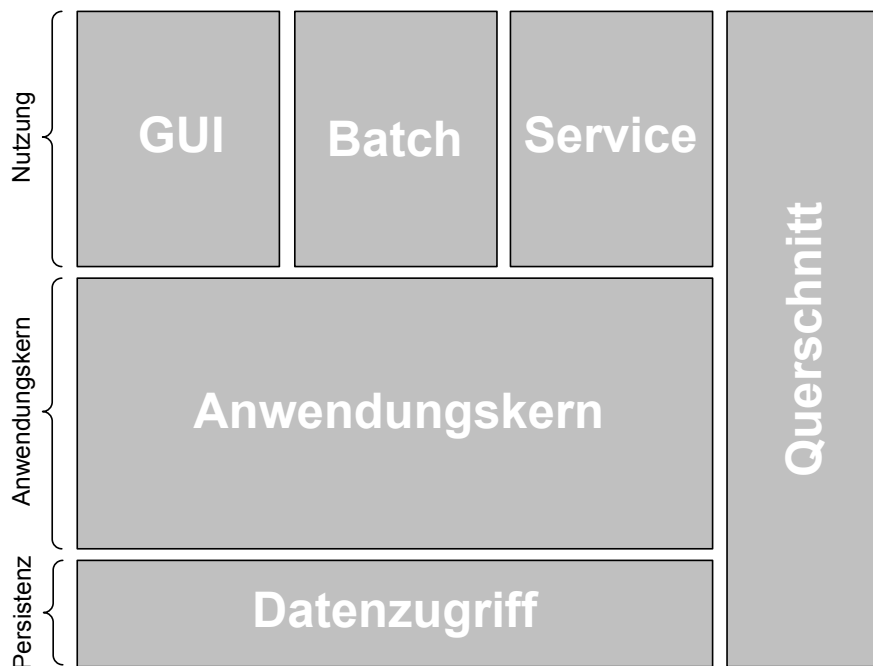 Nutzung
GUI
Batch
Service
Querschnitt
Anwendungskern
Anwendungskern
Persistenz
Datenzugriff